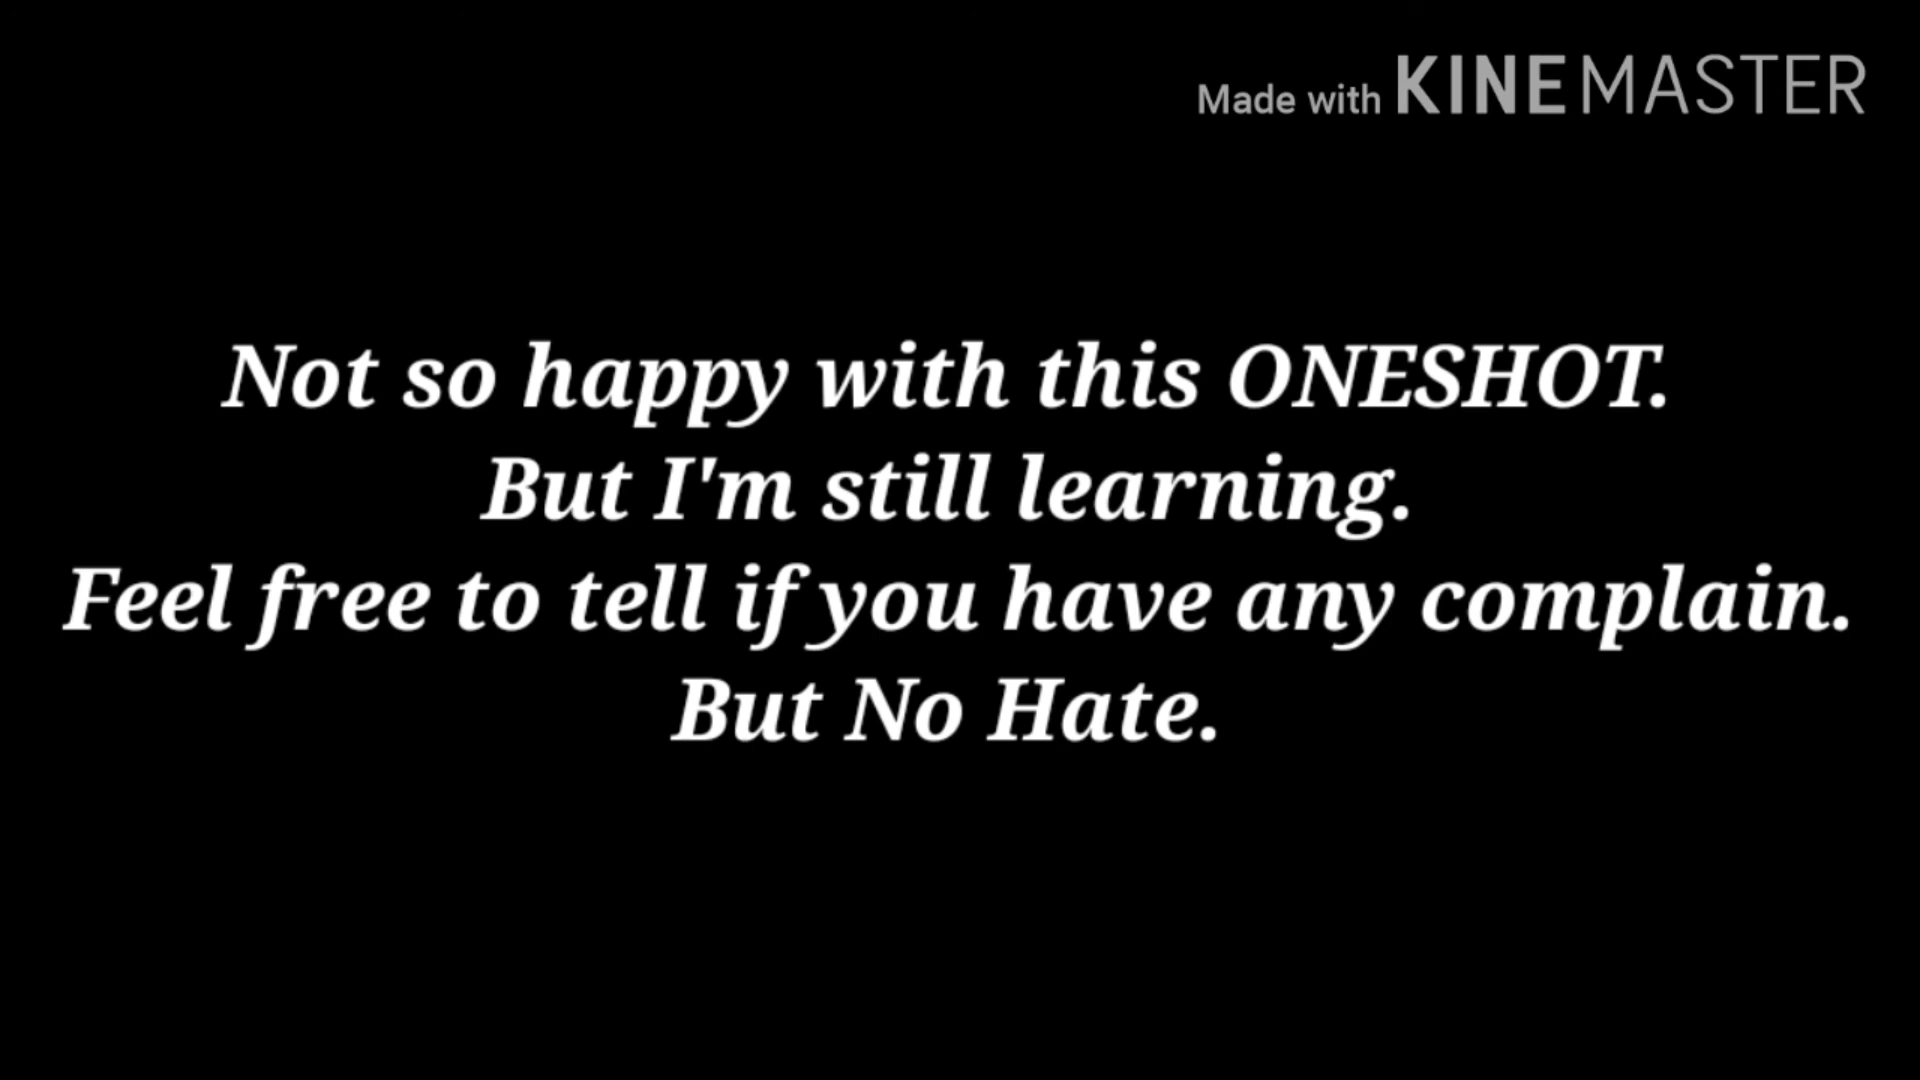 Made with KINEMASTER
Not so happy with this ONESHOT.
But I'm still learning.
Feel free to tell if you have any complain.
But No Hate.